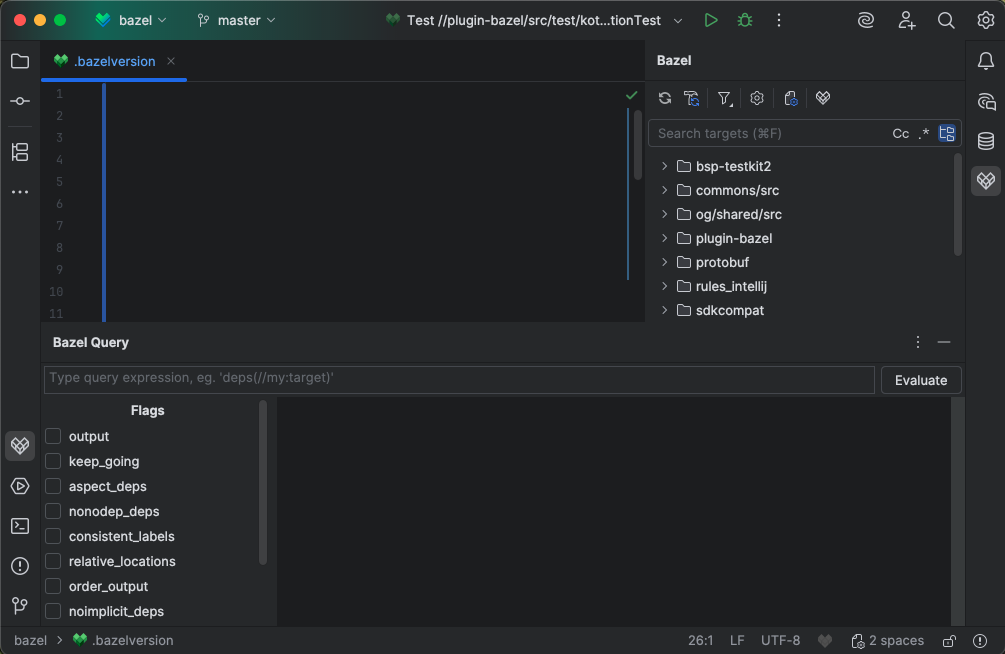 bazel
master
Test //plugin-bazel/src/test/kot...tionTest
.bazelversion
1
2
3
4
5
6
7
8
9
10
11
Bazel
Search targets (⌘F)
Cc .*
bsp-testkit2
commons/src
og/shared/src
plugin-bazel
protobuf
rules_intellij
sdkcompat
Bazel Query
Type query expression, eg. 'deps(//my:target)'
Evaluate
Flags
output
keep_going
aspect_deps
nonodep_deps
consistent_labels
relative_locations
order_output
noimplicit_deps
bazel > .bazelversion
26:1 LF UTF-8 2 spaces